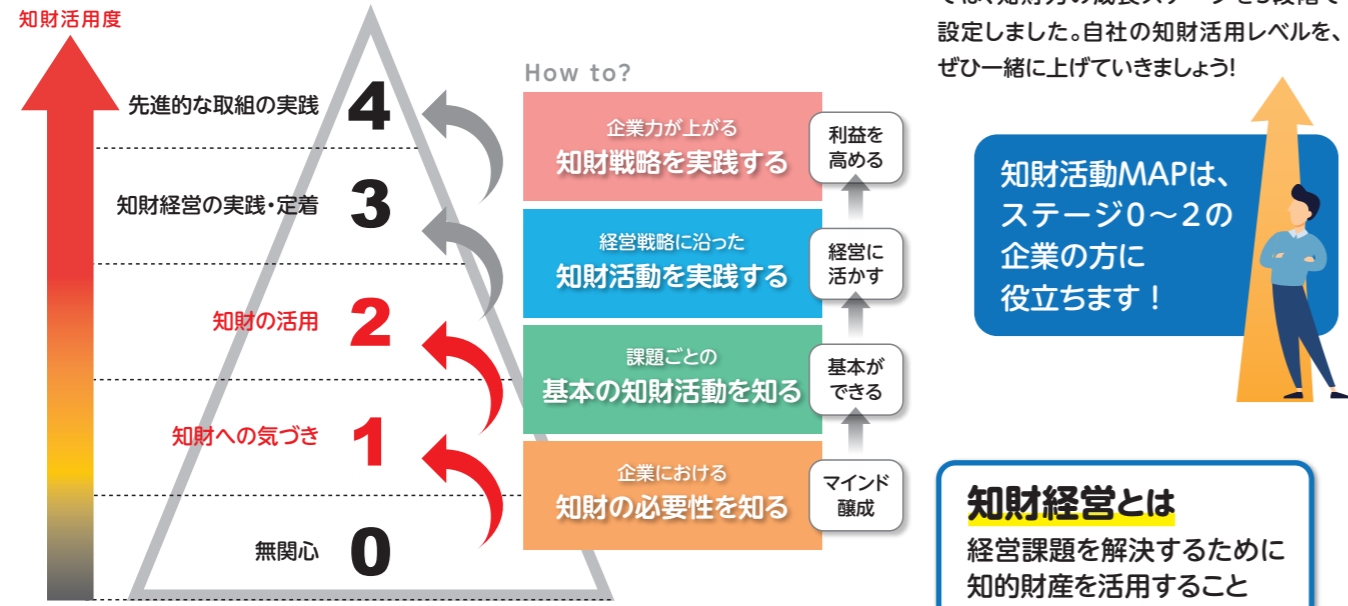 知財活用度
先進的な取組の実践
4
知財経営の実践・定着
3
知財の活用
2
知財への気づき
1
無関心
0
How to?
企業力が上がる
知財戦略を実践する
利益を
高める
経営戦略に沿った
知財活動を実践する
経営に
活かす
課題ごとの
基本の知財活動を知る
基本が
できる
企業における
知財の必要性を知る
マインド
醸成
設定しました。自社の知財活用レベルを、
ぜひ一緒に上げていきましょう!
知財活動MAPは、
ステージ0～2の
企業の方に
役立ちます！
知財経営とは
経営課題を解決するために
知的財産を活用すること